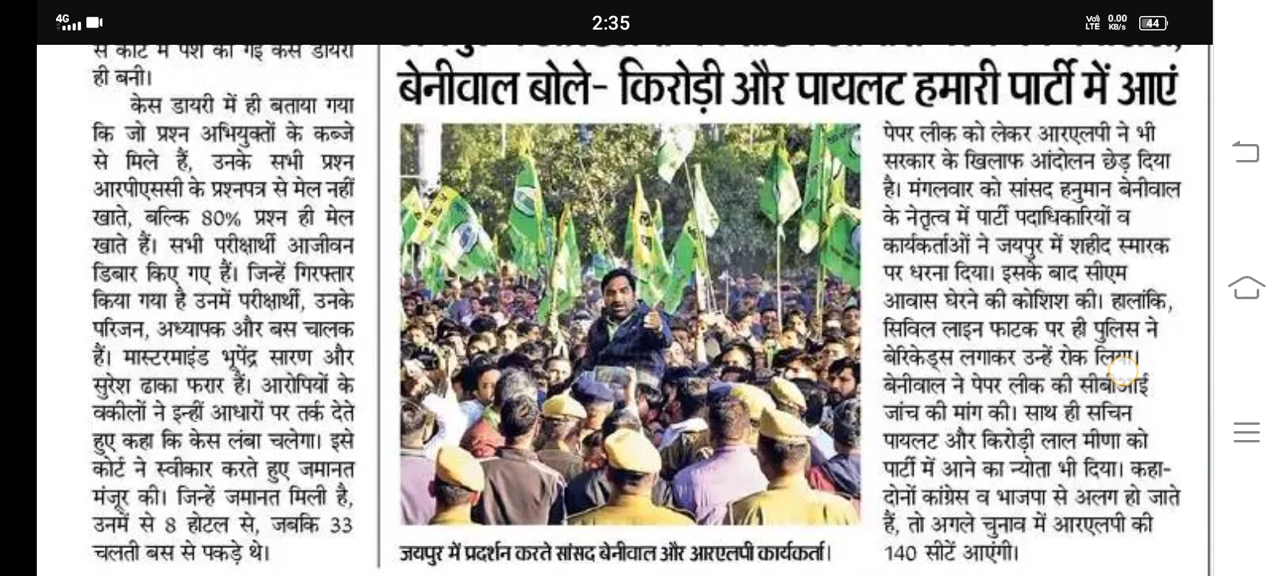 4G
2:35
Vo) LTE
0.00 KB/s
44
से कोर्ट में पेश की गई केस डायरी
ही बनी।
केस डायरी में ही बताया गया
कि जो प्रश्न अभियुक्तों के कब्जे
से मिले हैं, उनके सभी प्रश्न
आरपीएससी के प्रश्नपत्र से मेल नहीं
खाते, बल्कि 80% प्रश्न ही मेल
खाते हैं। सभी परीक्षार्थी आजीवन
डिबार किए गए हैं। जिन्हें गिरफ्तार
किया गया है उनमें परीक्षार्थी, उनके
परिजन, अध्यापक और बस चालक
हैं। मास्टरमाइंड भूपेंद्र सारण और
सुरेश ढाका फरार हैं। आरोपियों के
वकीलों ने इन्हीं आधारों पर तर्क देते
हुए कहा कि केस लंबा चलेगा। इसे
कोर्ट ने स्वीकार करते हुए जमानत
मंजूर की। जिन्हें जमानत मिली है,
उनमें से 8 होटल से, जबकि 33
चलती बस से पकड़े थे।
बेनीवाल बोले- किरोड़ी और पायलट हमारी पार्टी में आएं
पेपर लीक को लेकर आरएलपी ने भी
सरकार के खिलाफ आंदोलन छेड़ दिया
है। मंगलवार को सांसद हनुमान बेनीवाल
के नेतृत्व में पार्टी पदाधिकारियों व
कार्यकर्ताओं ने जयपुर में शहीद स्मारक
पर धरना दिया। इसके बाद सीएम
आवास घेरने की कोशिश की। हालांकि,
सिविल लाइन फाटक पर ही पुलिस ने
बेरिकेड्स लगाकर उन्हें रोक लिया।
बेनीवाल ने पेपर लीक की सीबीआई
जांच की मांग की। साथ ही सचिन
पायलट और किरोड़ी लाल मीणा को
पार्टी में आने का न्योता भी दिया। कहा-
दोनों कांग्रेस व भाजपा से अलग हो जाते
हैं, तो अगले चुनाव में आरएलपी की
140 सीटें आएंगी।
जयपुर में प्रदर्शन करते सांसद बेनीवाल और आरएलपी कार्यकर्ता।